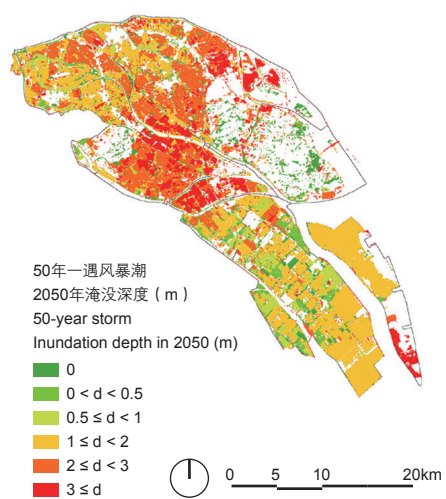 50年一遇风暴潮
2050年淹没深度（m）
50-year storm
Inundation depth in 2050 (m)
0
0 < d < 0.5
0.5 ≤ d < 1
1 ≤ d < 2
2 ≤ d < 3
3 ≤ d
0 5 10 20km